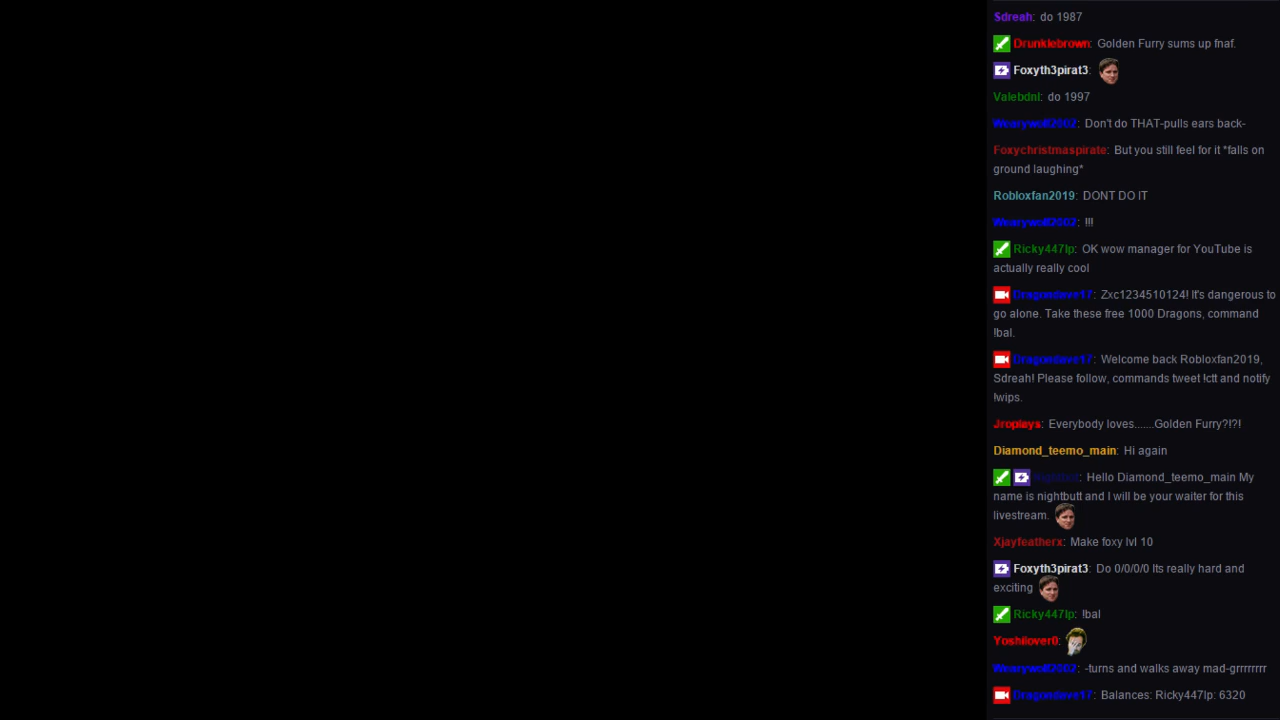 Sdreah: do 1987
Drunklebrown: Golden Furry sums up fnaf.
Foxyth3pirat3:
Valebdnl: do 1997
Wearywolf2002: Don't do THAT-pulls ears back-
Foxychristmaspirate: But you still feel for it *falls on
ground laughing*
Robloxfan2019: DONT DO IT
Wearywolf2002: !!!
Ricky447lp: OK wow manager for YouTube is
actually really cool
Dragondave17: Zxc1234510124! It's dangerous to
go alone. Take these free 1000 Dragons, command
!bal.
Dragondave17: Welcome back Robloxfan2019,
Sdreah! Please follow, commands tweet !ctt and notify
!wips.
Jroplays: Everybody loves.......Golden Furry?!?!
Diamond_teemo_main: Hi again
Nightbot: Hello Diamond_teemo_main My
name is nightbutt and I will be your waiter for this
livestream.
Xjayfeatherx: Make foxy lvl 10
Foxyth3pirat3: Do 0/0/0/0 Its really hard and
exciting
Ricky447lp: !bal
Yoshilover0:
Wearywolf2002: -turns and walks away mad-grrrrrrrr
Dragondave17: Balances: Ricky447lp: 6320